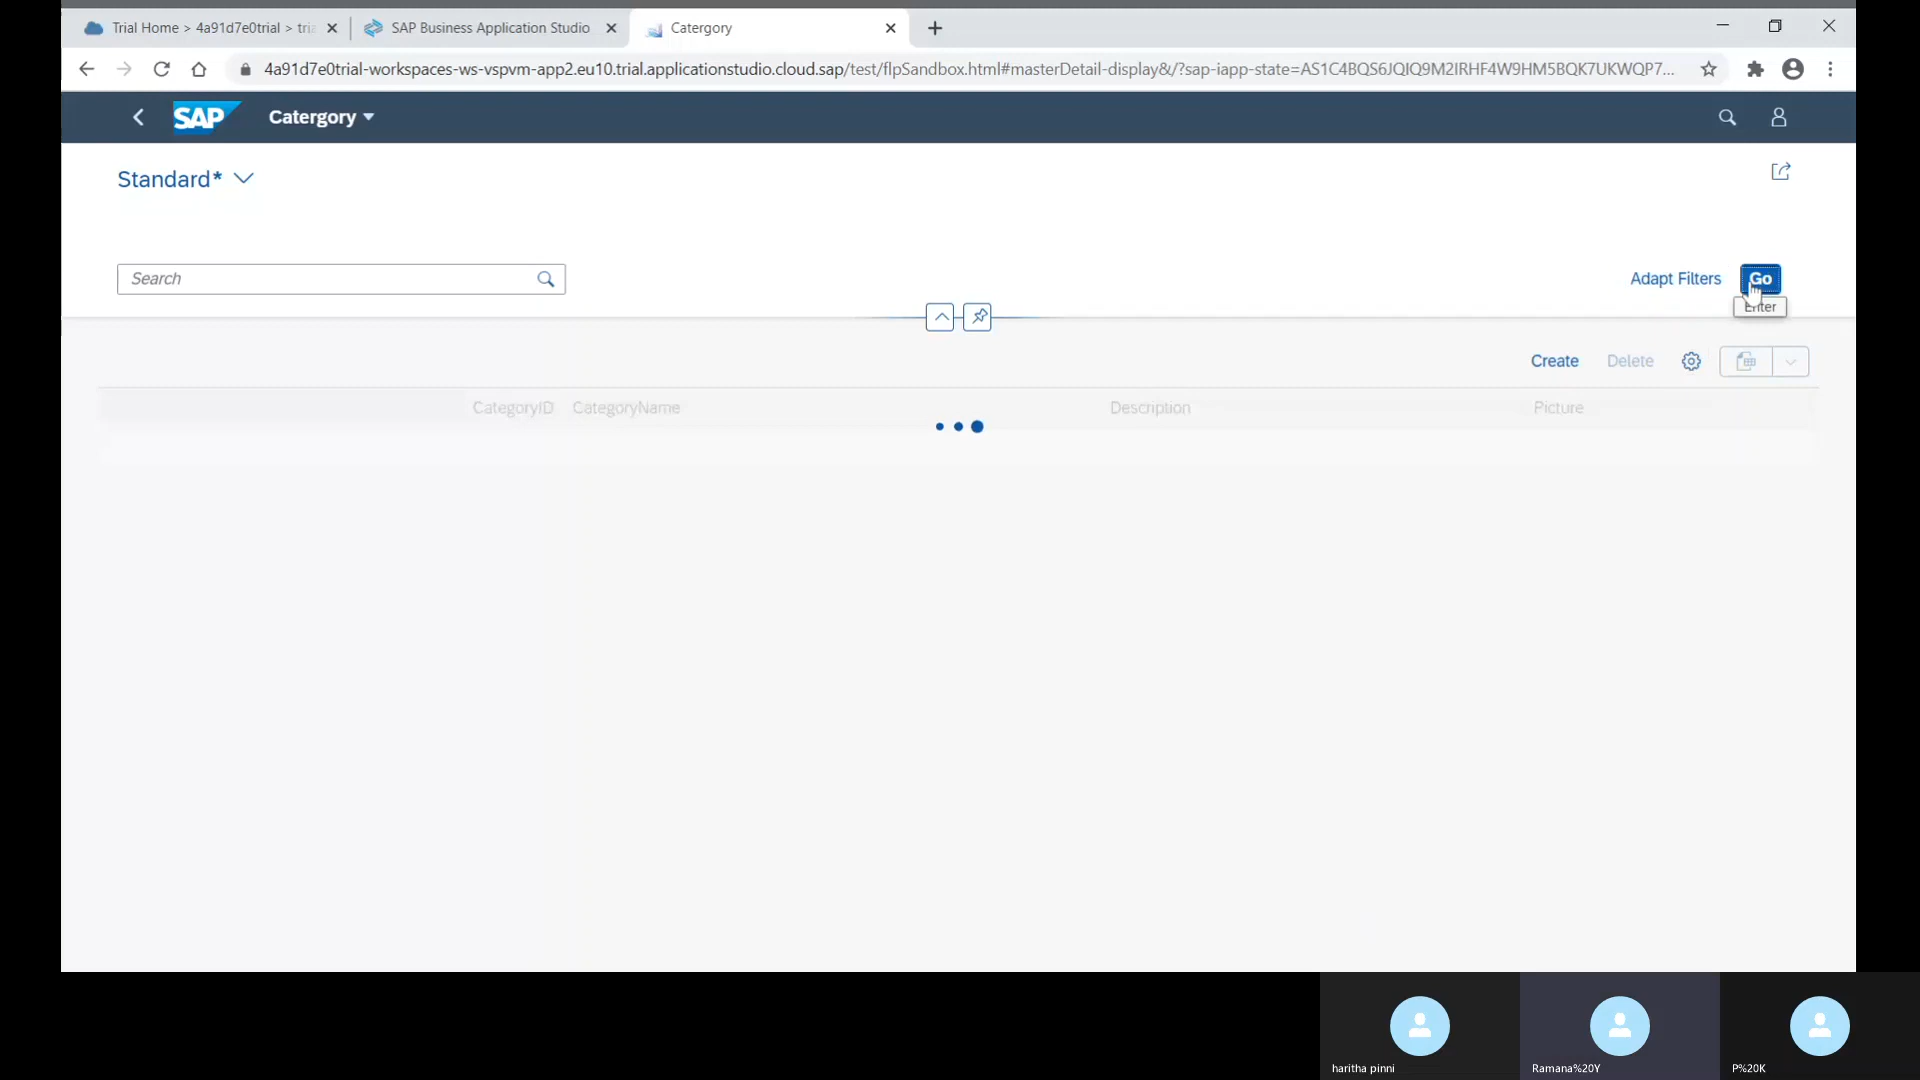 Trial Home > 4a91d7e0trial > tria
SAP Business Application Studio
Catergory
4a91d7e0trial-workspaces-ws-vspvm-app2.eu10.trial.applicationstudio.cloud.sap/test/flpSandbox.html#masterDetail-display&/?sap-iapp-state=AS1C4BQS6JQIQ9M2IRHF4W9HM5BQK7UKWQP7...
SAP Catergory
Standard*
Search
Adapt Filters Go
Enter
Create Delete
CategoryID CategoryName Description Picture
haritha pinni Ramana%20Y P%20K